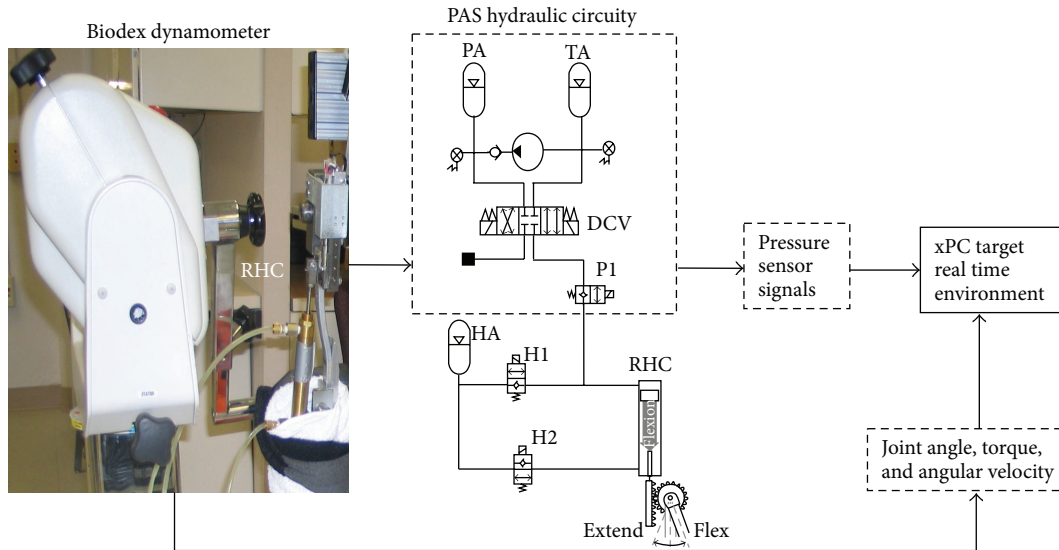 Biodex dynamometer
PAS hydraulic circuity
PA
TA
DCV
P1
RHC
HA
H1
RHC
Flexion
H2
Extend
Flex
Pressure
sensor
signals
xPC target
real time
environment
Joint angle, torque,
and angular velocity